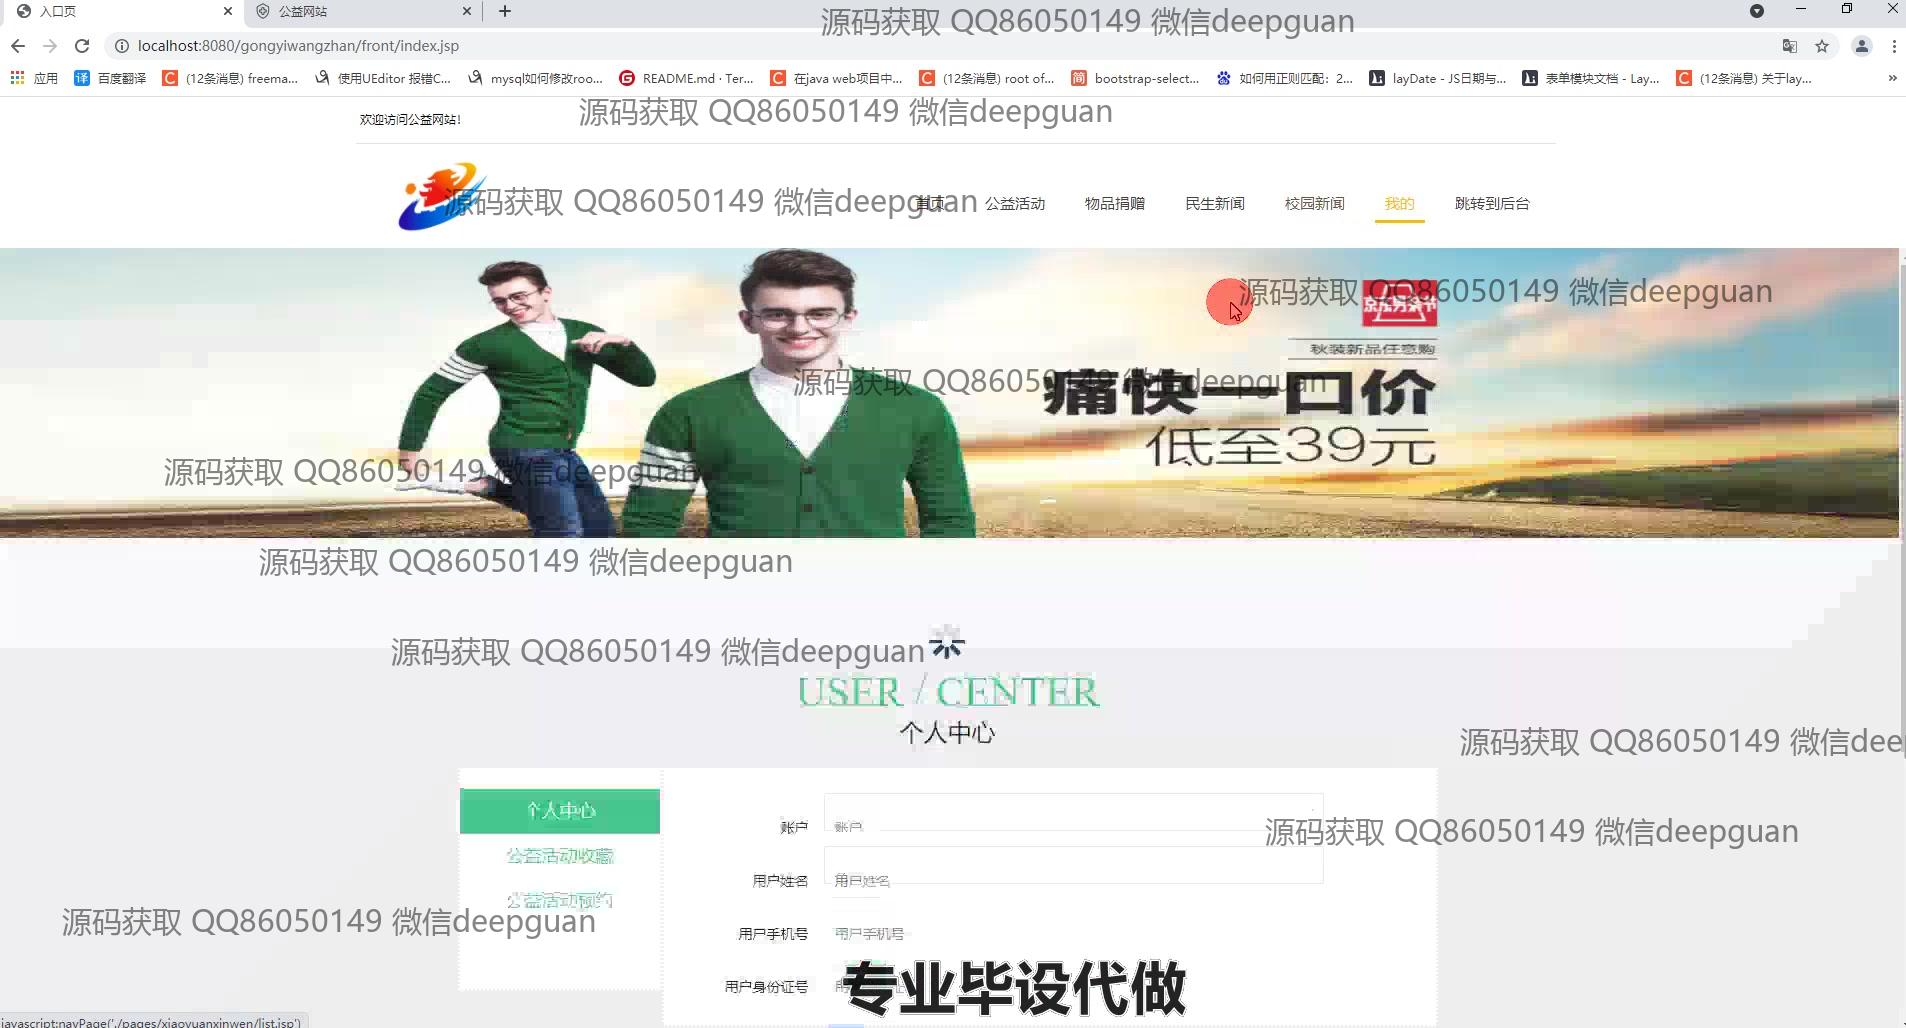 入口页
公益网站
源码获取 QQ86050149 微信deepguan
localhost:8080/gongyiwangzhan/front/index.jsp
应用
百度翻译
(12条消息) freema...
使用UEditor 报错C...
mysql如何修改roo...
README.md · Ter...
在java web项目中...
(12条消息) root of...
bootstrap-select...
如何用正则匹配：2...
layDate - JS日期与...
表单模块文档 - Lay...
(12条消息) 关于lay...
源码获取 QQ86050149 微信deepguan
欢迎访问公益网站!
源码获取 QQ86050149 微信deepguan
首页
公益活动
物品捐赠
民生新闻
校园新闻
我的
跳转到后台
源码获取 QQ86050149 微信deepguan
秋装新品任意购
源码获取 QQ86050149 微信deepguan
痛快一口价
低至39元
源码获取 QQ86050149 微信deepguan
源码获取 QQ86050149 微信deepguan
源码获取 QQ86050149 微信deepguan
USER / CENTER
个人中心
源码获取 QQ86050149 微信dee
个人中心
账户
账户
源码获取 QQ86050149 微信deepguan
公益活动收藏
用户姓名
用户姓名
公益活动预约
源码获取 QQ86050149 微信deepguan
用户手机号
用户手机号
用户身份证号
专业毕设代做
javascript:navPage('./pages/xiaoyuanxinwen/list.jsp')